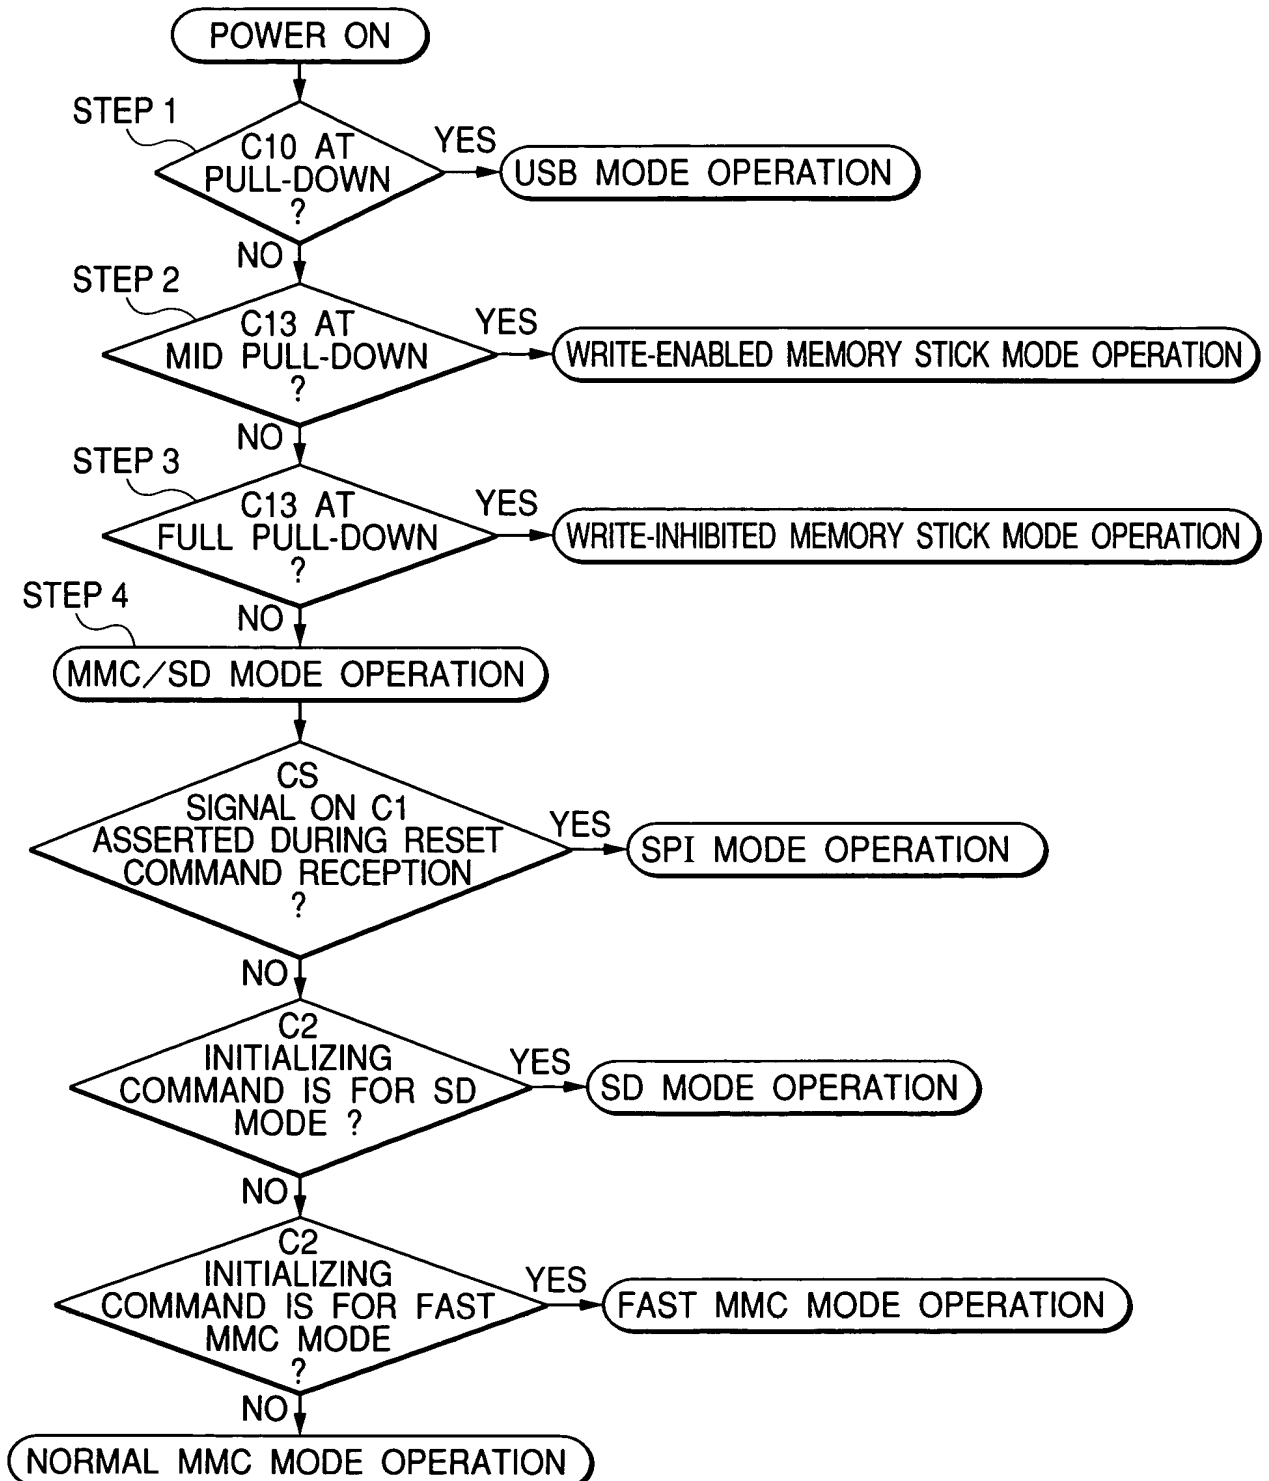 POWER ON
STEP 1
C10 AT
PULL-DOWN
?
YES
USB MODE OPERATION
NO
STEP 2
C13 AT
MID PULL-DOWN
?
YES
WRITE-ENABLED MEMORY STICK MODE OPERATION
NO
STEP 3
C13 AT
FULL PULL-DOWN
?
YES
WRITE-INHIBITED MEMORY STICK MODE OPERATION
NO
STEP 4
MMC/SD MODE OPERATION
CS
SIGNAL ON C1
ASSERTED DURING RESET
COMMAND RECEPTION
?
YES
SPI MODE OPERATION
NO
C2
INITIALIZING
COMMAND IS FOR SD
MODE ?
YES
SD MODE OPERATION
NO
C2
INITIALIZING
COMMAND IS FOR FAST
MMC MODE
?
YES
FAST MMC MODE OPERATION
NO
NORMAL MMC MODE OPERATION